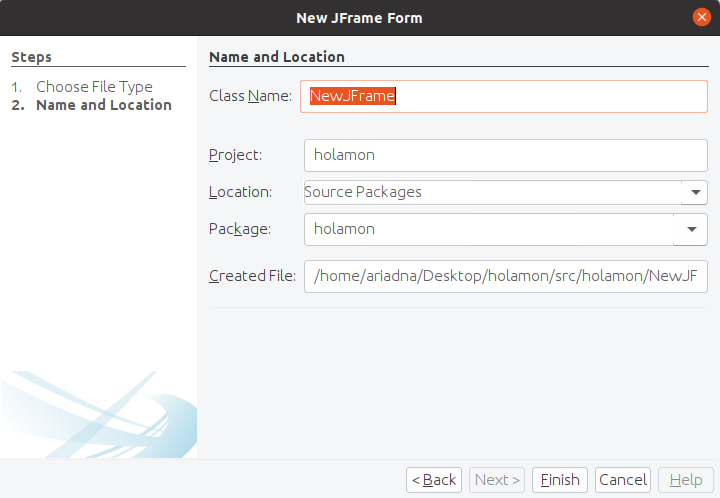 New JFrame Form
Steps
1. Choose File Type
2. Name and Location
Name and Location
Class Name: NewJFrame
Project: holamon
Location: Source Packages
Package: holamon
Created File: /home/ariadna/Desktop/holamon/src/holamon/NewJF
< Back Next > Finish Cancel Help